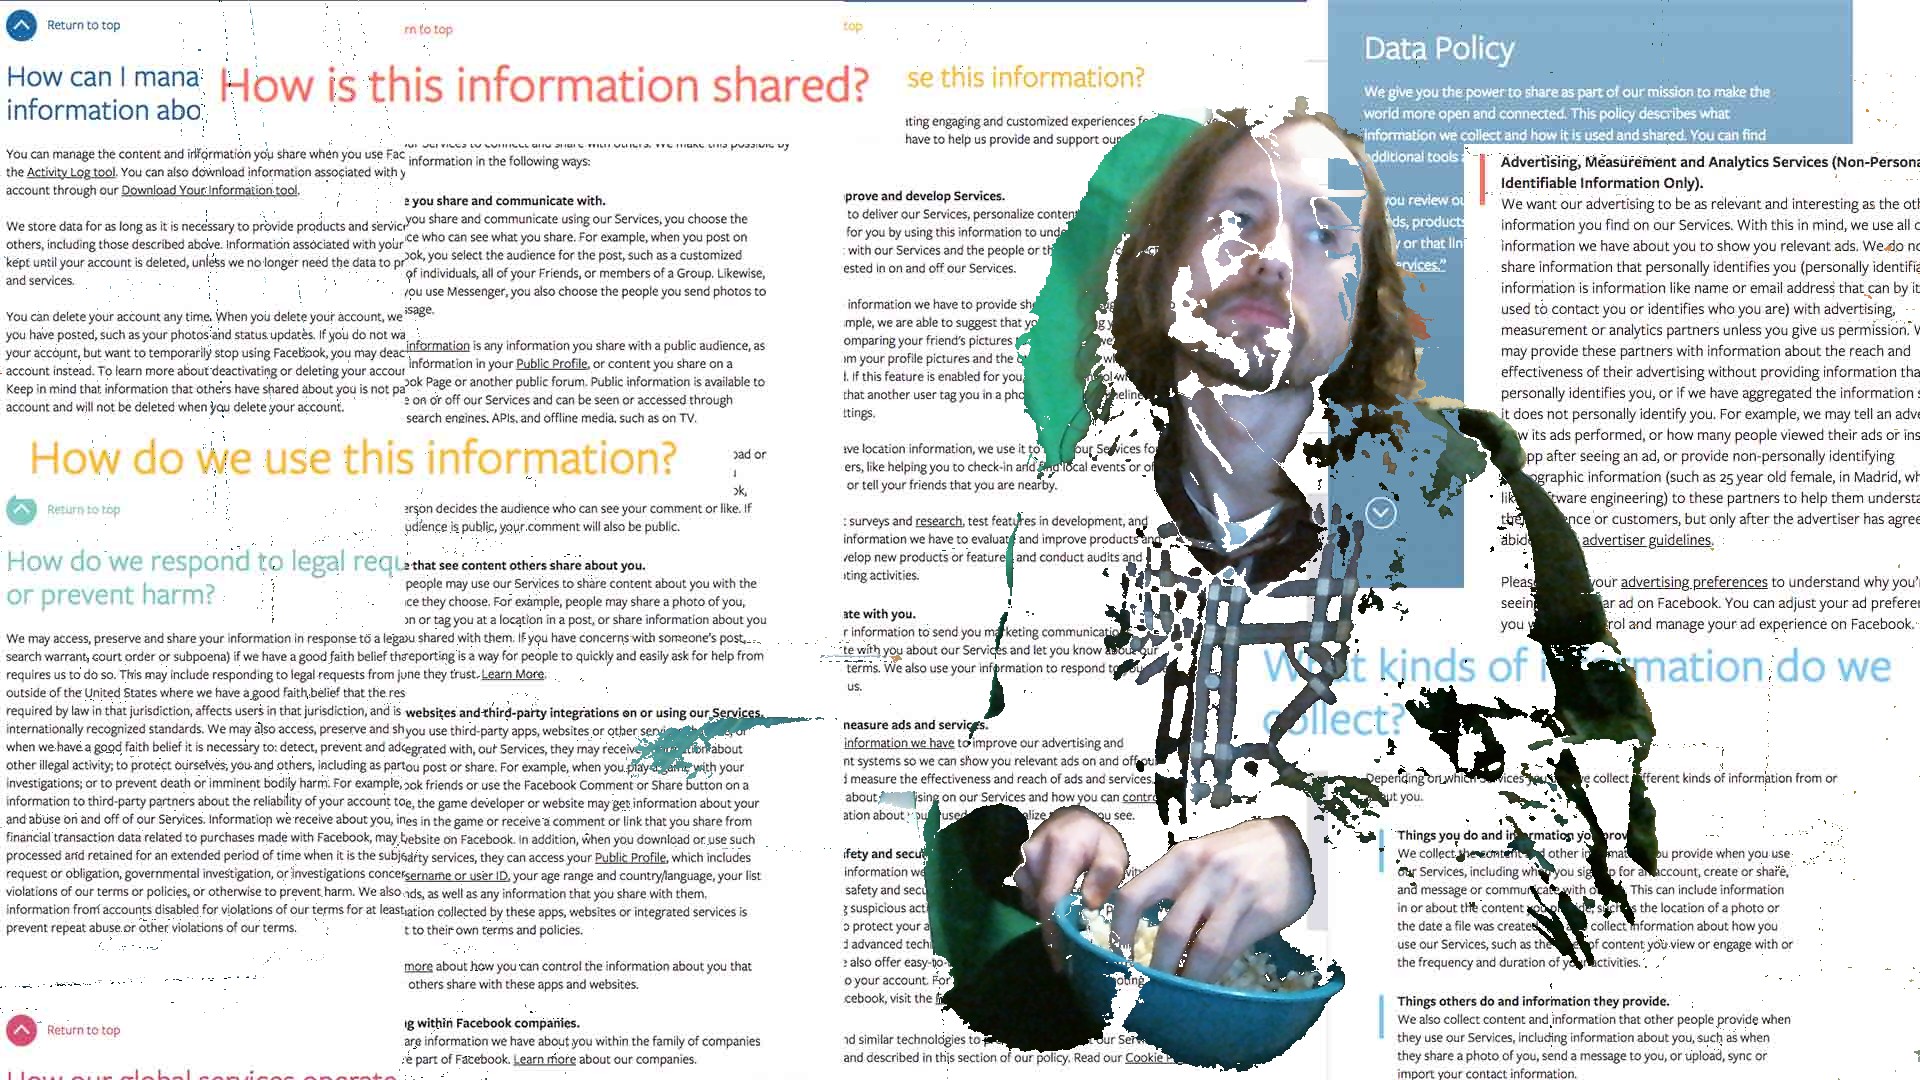 Return to top
How can I mana
information abo
You can manage the content and information you share when you use Fac
the Activity Log tool. You can also download information associated with y
account through our Download Your Information tool.
We store data for as long as it is necessary to provide products and service
others, including those described above. Information associated with your
kept until your account is deleted, unless we no longer need the data to pr
and services.
You can delete your account any time. When you delete your account, we
you have posted, such as your photos and status updates. If you do not wa
your account, but want to temporarily stop using Facebook, you may deac
account instead. To learn more about deactivating or deleting your accour
Keep in mind that information that others have shared about you is not pa
account and will not be deleted when you delete your account.
How do we use this information?
Return to top
How do we respond to legal requ
or prevent harm?
We may access, preserve and share your information in response to a lega
search warrant, court order or subpoena) if we have a good faith belief th
requires us to do so. This may include responding to legal requests from j
outside of the United States where we have a good faith belief that the res
required by law in that jurisdiction, affects users in that jurisdiction, and is
internationally recognized standards. We may also access, preserve and sh
when we have a good faith belief it is necessary to: detect, prevent and ad
other illegal activity; to protect ourselves, you and others, including as part
investigations; or to prevent death or imminent bodily harm. For example,
information to third-party partners about the reliability of your account to
and abuse on and off of our Services. Information we receive about you, in
financial transaction data related to purchases made with Facebook, may b
processed and retained for an extended period of time when it is the subj
request or obligation, governmental investigation, or investigations concer
violations of our terms or policies, or otherwise to prevent harm. We also
information from accounts disabled for violations of our terms for at least
prevent repeat abuse or other violations of our terms.
Return to top
How our global services operate
rn to top
How is this information shared?
our Services to connect and share with others. We make this possible by
information in the following ways:
e you share and communicate with.
you share and communicate using our Services, you choose the
ce who can see what you share. For example, when you post on
ok, you select the audience for the post, such as a customized
of individuals, all of your Friends, or members of a Group. Likewise,
you use Messenger, you also choose the people you send photos to
ssage.
information is any information you share with a public audience, as
information in your Public Profile, or content you share on a
ok Page or another public forum. Public information is available to
e on or off our Services and can be seen or accessed through
search engines, APIs, and offline media, such as on TV.
oad or
ok,
erson decides the audience who can see your comment or like. If
udience is public, your comment will also be public.
e that see content others share about you.
people may use our Services to share content about you with the
ce they choose. For example, people may share a photo of you,
on or tag you at a location in a post, or share information about you
ou shared with them. If you have concerns with someone's post,
reporting is a way for people to quickly and easily ask for help from
ne they trust. Learn More.
websites and third-party integrations on or using our Services.
you use third-party apps, websites or other servi
egrated with, our Services, they may receiv about
ou post or share. For example, when you play a game with your
ook friends or use the Facebook Comment or Share button on a
e, the game developer or website may get information about your
es in the game or receive a comment or link that you share from
ebsite on Facebook. In addition, when you download or use such
arty services, they can access your Public Profile, which includes
sername or user ID, your age range and country/language, your list
nds, as well as any information that you share with them.
ation collected by these apps, websites or integrated services is
t to their own terms and policies.
more about how you can control the information about you that
others share with these apps and websites.
g within Facebook companies.
are information we have about you within the family of companies
e part of Facebook. Learn more about our companies.
top
se this information?
ting engaging and customized experiences f
have to help us provide and support our
prove and develop Services.
to deliver our Services, personalize conten
for you by using this information to unde
with our Services and the people or th
ested in on and off our Services.
information we have to provide sh
mple, we are able to suggest that yo
omparing your friend's pictures
m your profile pictures and the
l. If this feature is enabled for you
that another user tag you in a pho
ttings.
ve location information, we use it to our Services fo
ers, like helping you to check-in and find local events or of
or tell your friends that you are nearby.
t surveys and research, test features in development, and
information we have to evaluate and improve products and
velop new products or features, and conduct audits and
ting activities.
ate with you.
r information to send you marketing communicatio
te with you about our Services and let you know about our
terms. We also use your information to respond to you
us.
measure ads and services.
information we have to improve our advertising and
nt systems so we can show you relevant ads on and off our
d measure the effectiveness and reach of ads and services.
about ising on our Services and how you can contro
ation about used you see.
fety and secu
information we
safety and secu
g suspicious act
o protect your a
d advanced tech
e also offer easy-to-
o your account. For
cebook, visit the
nd similar technologies to our Serv
and described in this section of our policy. Read our Cookie P
Data Policy
We give you the power to share as part of our mission to make the
world more open and connected. This policy describes what
information we collect and how it is used and shared. You can find
additional tools
you review ou
ds, products
y or that lin
ervices."
Advertising, Measurement and Analytics Services (Non-Persona
Identifiable Information Only).
We want our advertising to be as relevant and interesting as the oth
information you find on our Services. With this in mind, we use all o
information we have about you to show you relevant ads. We do no
share information that personally identifies you (personally identifia
information is information like name or email address that can by it
used to contact you or identifies who you are) with advertising,
measurement or analytics partners unless you give us permission. W
may provide these partners with information about the reach and
effectiveness of their advertising without providing information tha
personally identifies you, or if we have aggregated the information s
it does not personally identify you. For example, we may tell an adve
w its ads performed, or how many people viewed their ads or ins
pp after seeing an ad, or provide non-personally identifying
ographic information (such as 25 year old female, in Madrid, wh
lik ftware engineering) to these partners to help them understa
the nce or customers, but only after the advertiser has agree
abid advertiser guidelines.
Pleas your advertising preferences to understand why you'
seein ar ad on Facebook. You can adjust your ad preferen
you w rol and manage your ad experience on Facebook.
What kinds of information do we
collect?
Depending on which Services you use, we collect different kinds of information from or
about you.
Things you do and information you prov
We collect the content and other information you provide when you use
our Services, including when you sign up for an account, create or share,
and message or communicate with o This can include information
in or about the content you provide, such as the location of a photo or
the date a file was created collect information about how you
use our Services, such as the of content you view or engage with or
the frequency and duration of your activities.
Things others do and information they provide.
We also collect content and information that other people provide when
they use our Services, including information about you, such as when
they share a photo of you, send a message to you, or upload, sync or
import your contact information.